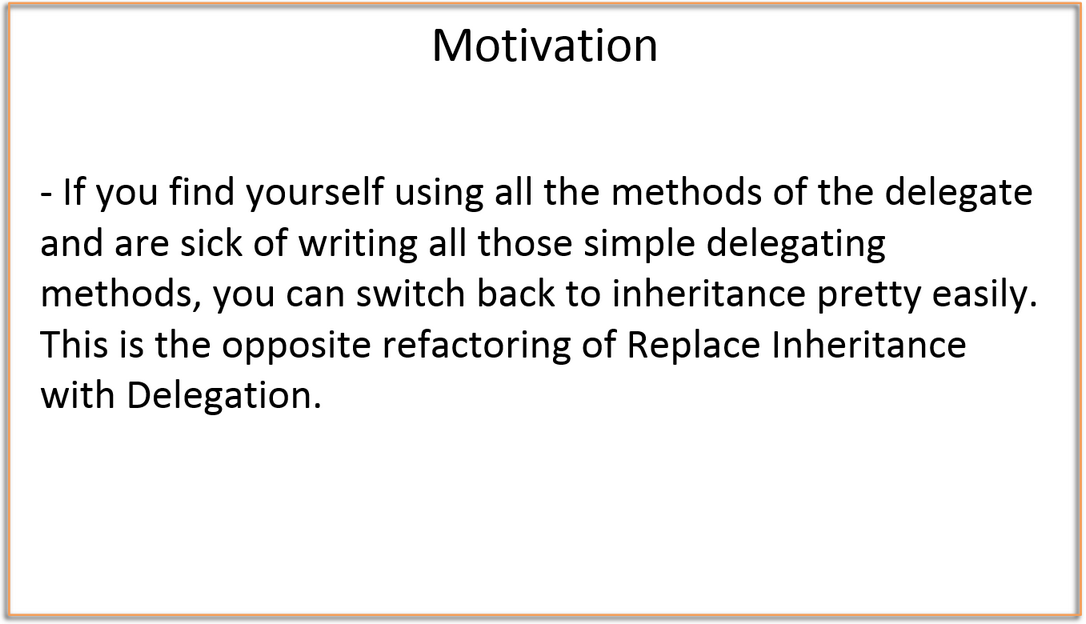 Motivation
- If you find yourself using all the methods of the delegate
and are sick of writing all those simple delegating
methods, you can switch back to inheritance pretty easily.
This is the opposite refactoring of Replace Inheritance
with Delegation.